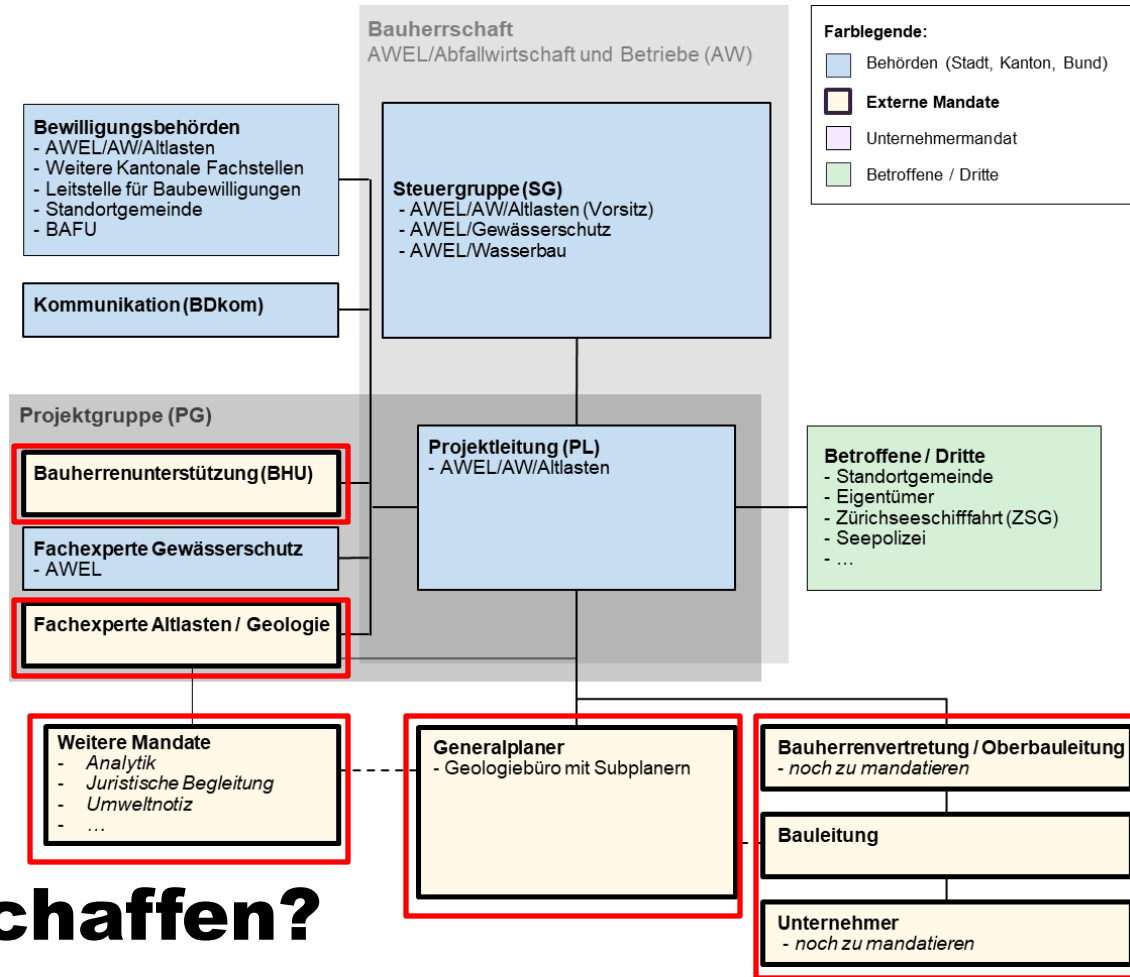 Bauherrschaft
AWEL/Abfallwirtschaft und Betriebe (AW)
Farblegende:
Behörden (Stadt, Kanton, Bund)
Externe Mandate
Unternehmermandat
Betroffene / Dritte
Bewilligungsbehörden
- AWEL/AW/Altlasten
- Weitere Kantonale Fachstellen
- Leitstelle für Baubewilligungen
- Standortgemeinde
- BAFU
Steuergruppe (SG)
- AWEL/AW/Altlasten (Vorsitz)
- AWEL/Gewässerschutz
- AWEL/Wasserbau
Kommunikation (BDkom)
Projektgruppe (PG)
Bauherrenunterstützung (BHU)
Projektleitung (PL)
- AWEL/AW/Altlasten
Betroffene / Dritte
- Standortgemeinde
- Eigentümer
- Zürichseeschifffahrt (ZSG)
- Seepolizei
- ...
Fachexperte Gewässerschutz
- AWEL
Fachexperte Altlasten / Geologie
Weitere Mandate
- Analytik
- Juristische Begleitung
- Umweltnotiz
- ...
Generalplaner
- Geologiebüro mit Subplanern
Bauherrenvertretung / Oberbauleitung
- noch zu mandatieren
Bauleitung
Unternehmer
- noch zu mandatieren
chaffen?